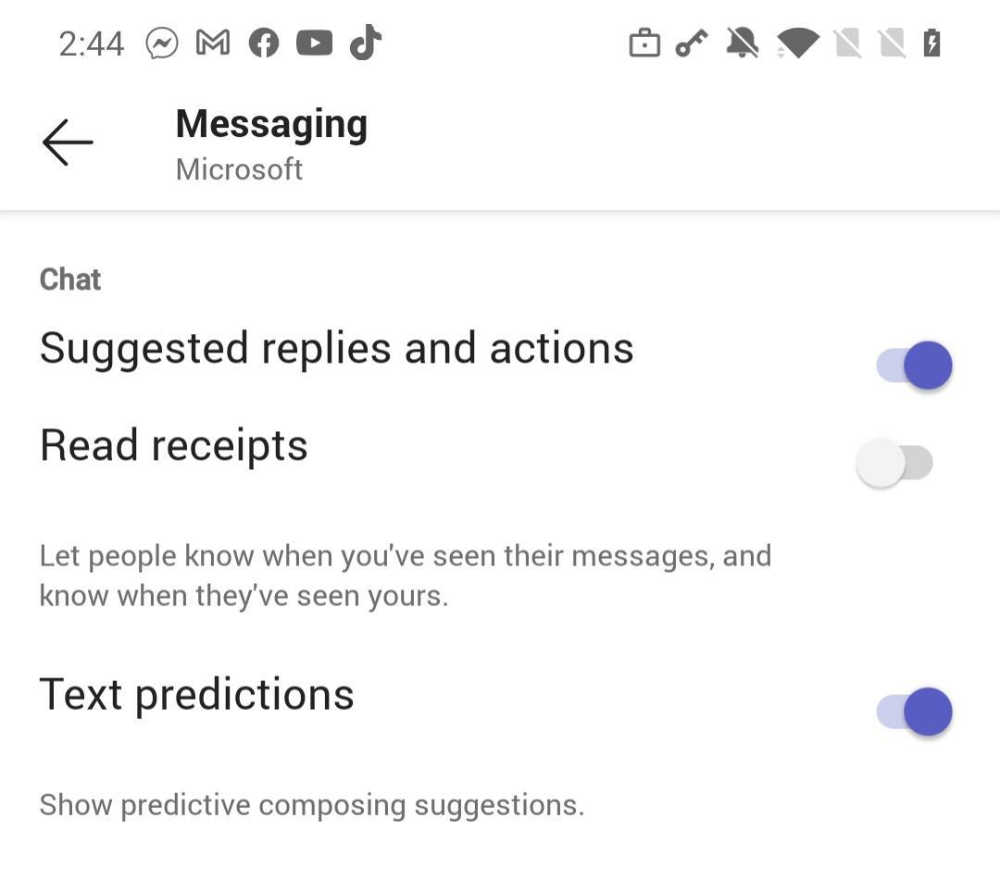 2:44
Messaging
Microsoft
Chat
Suggested replies and actions
Read receipts
Let people know when you've seen their messages, and
know when they've seen yours.
Text predictions
Show predictive composing suggestions.